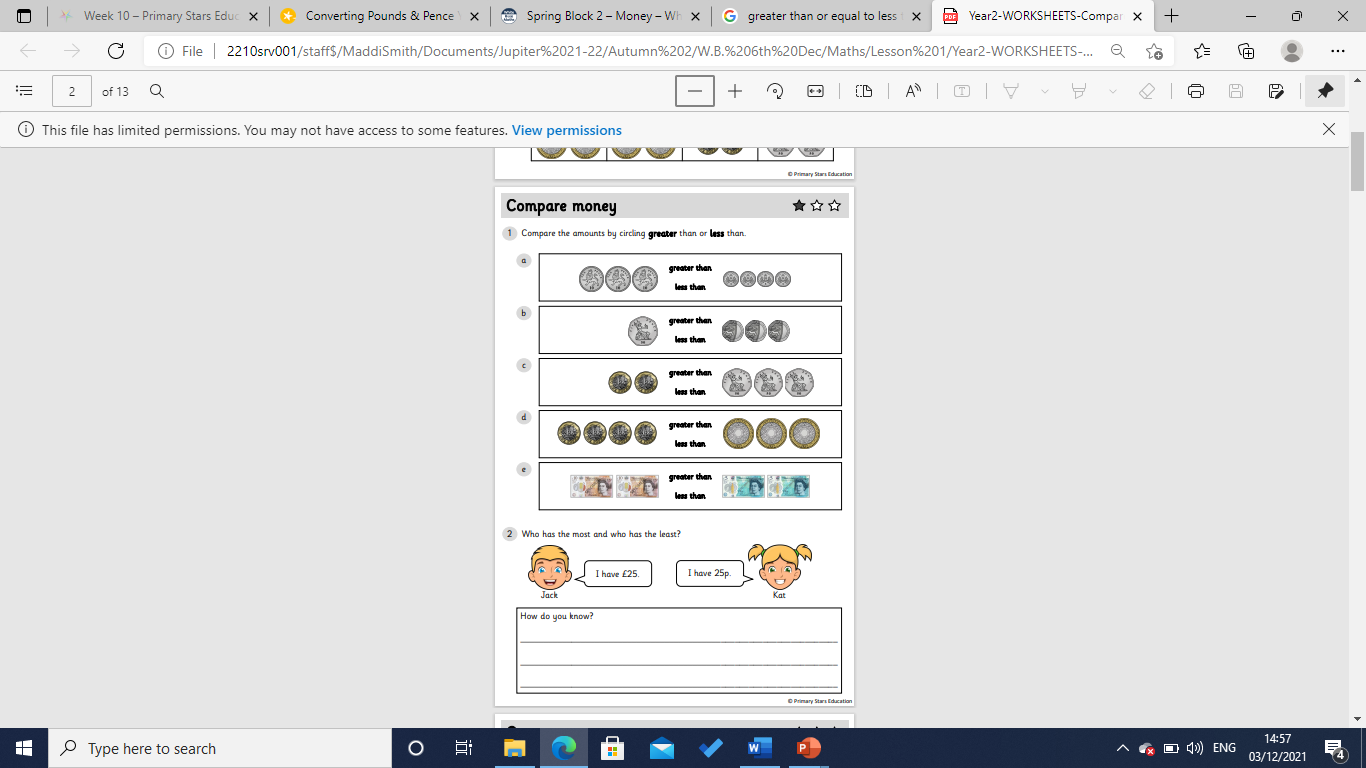 Week 10 – Primary Stars Educ
Converting Pounds & Pence
Spring Block 2 – Money – Wh
greater than or equal to less
Year2-WORKSHEETS-Compar
File
2210srv001/staff$/MaddiSmith/Documents/Jupiter%2021-22/Autumn%202/W.B.%206th%20Dec/Maths/Lesson%201/Year2-WORKSHEETS-...
2 of 13
This file has limited permissions. You may not have access to some features. View permissions
© Primary Stars Education
Compare money
1 Compare the amounts by circling greater than or less than.
a
greater than
less than
b
greater than
less than
c
greater than
less than
d
greater than
less than
e
greater than
less than
2 Who has the most and who has the least?
I have £25.
I have 25p.
Jack
Kat
How do you know?
© Primary Stars Education
Type here to search
ENG
14:57
03/12/2021
4